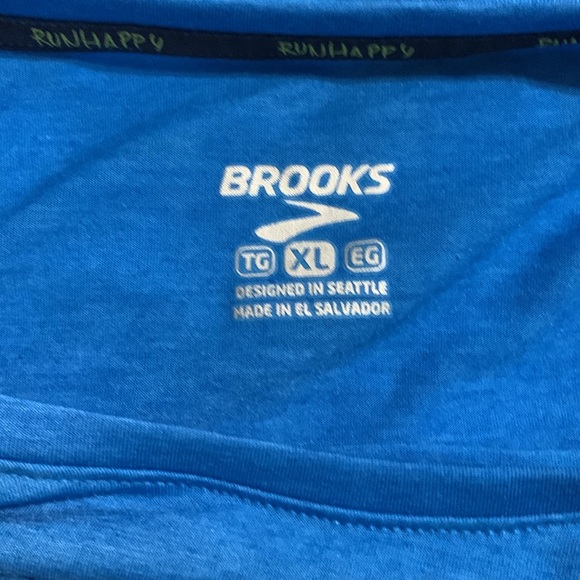 RUNHAPPY RUNHAPPY
BROOKS
TG XL EG
DESIGNED IN SEATTLE
MADE IN EL SALVADOR